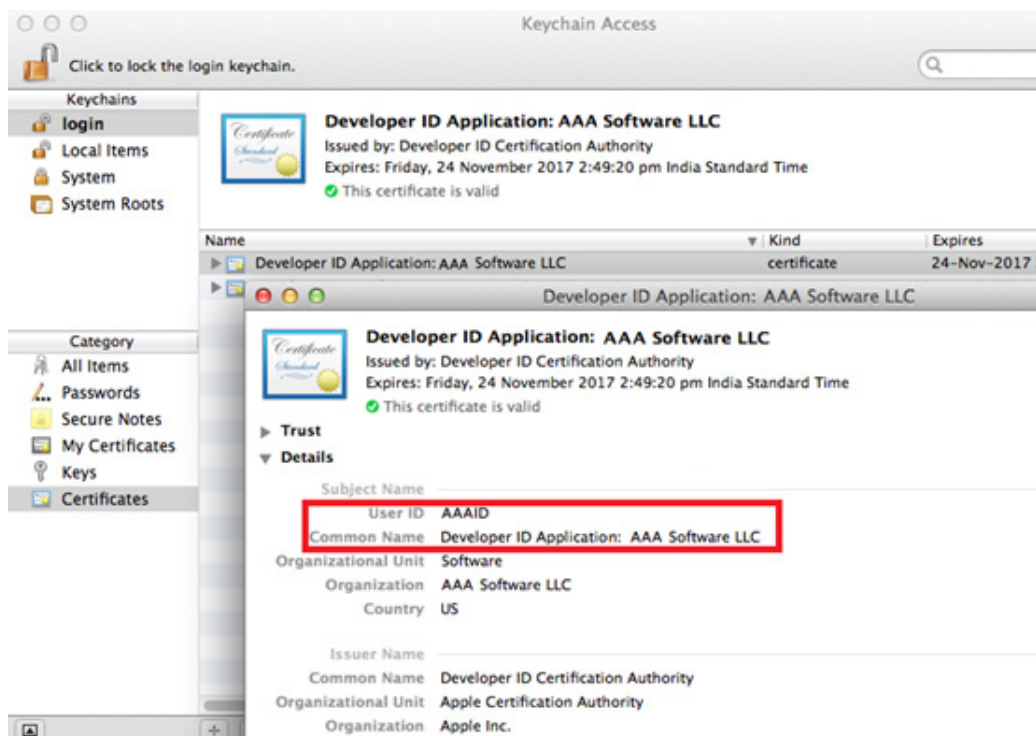 Keychain Access
Click to lock the login keychain.
Keychains
login
Local Items
System
System Roots
Category
All Items
Passwords
Secure Notes
My Certificates
Keys
Certificates
Certificate
Standard
Developer ID Application: AAA Software LLC
Issued by: Developer ID Certification Authority
Expires: Friday, 24 November 2017 2:49:20 pm India Standard Time
This certificate is valid
Name Kind Expires
Developer ID Application: AAA Software LLC certificate 24-Nov-2017
Developer ID Application: AAA Software LLC
Certificate
Standard
Developer ID Application: AAA Software LLC
Issued by: Developer ID Certification Authority
Expires: Friday, 24 November 2017 2:49:20 pm India Standard Time
This certificate is valid
Trust
Details
Subject Name
User ID AAAID
Common Name Developer ID Application: AAA Software LLC
Organizational Unit Software
Organization AAA Software LLC
Country US
Issuer Name
Common Name Developer ID Certification Authority
Organizational Unit Apple Certification Authority
Organization Apple Inc.